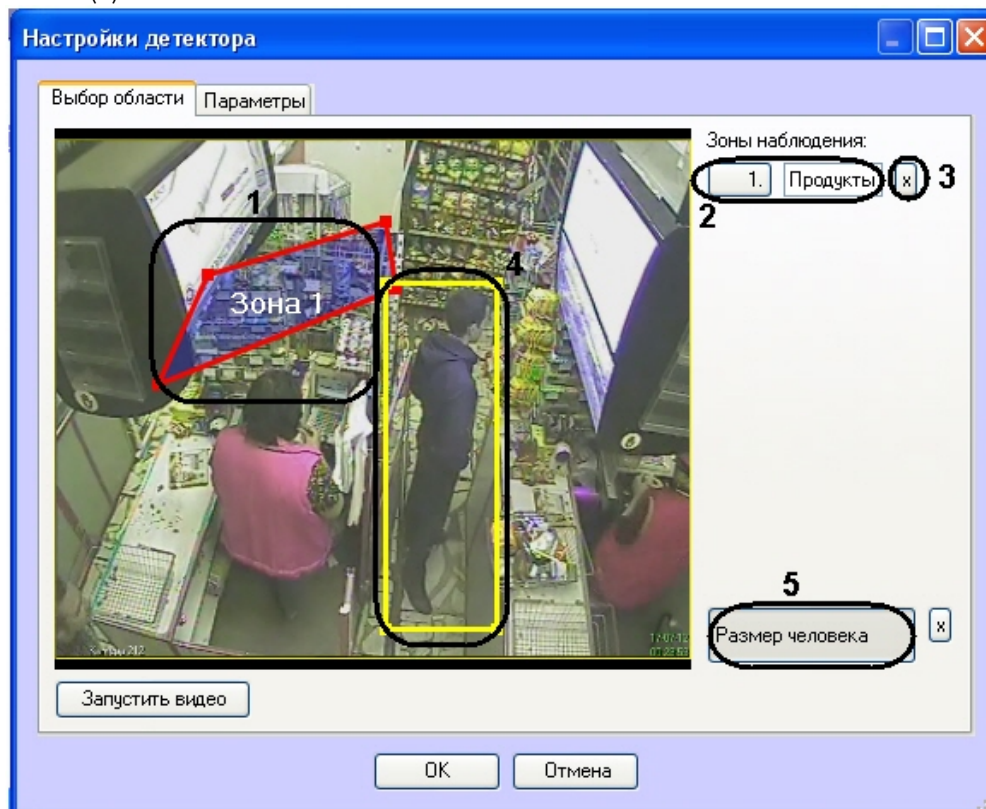 Настройки детектора
Выбор области
Параметры
Зоны наблюдения:
1. Продукты x 3
2
1
Зона 1
4
5
Размер человека x
Запустить видео
OK
Отмена